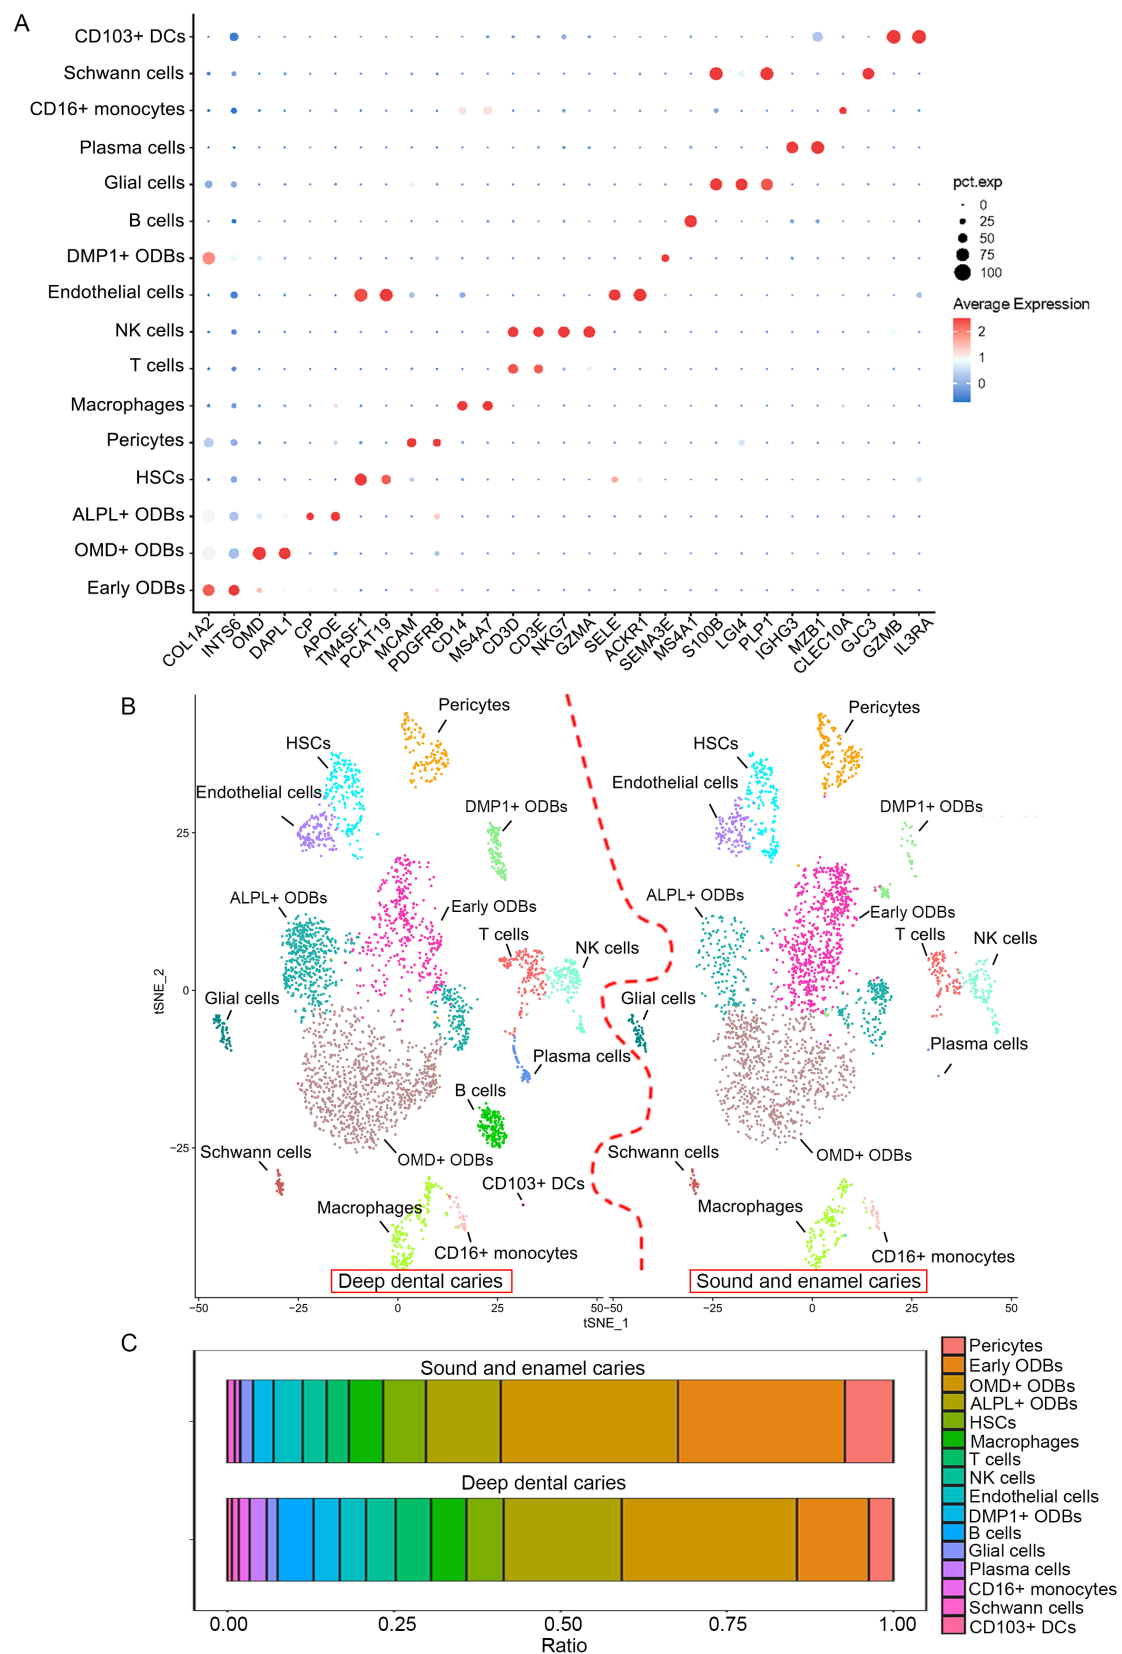 A
CD103+ DCs
Schwann cells
CD16+ monocytes
Plasma cells
Glial cells
B cells
DMP1+ ODBs
Endothelial cells
NK cells
T cells
Macrophages
Pericytes
HSCs
ALPL+ ODBs
OMD+ ODBs
Early ODBs
COL1A2
INTS6
OMD
DAPL1
CP
APOE
TM4SF1
PCAT19
MCAM
PDGFRB
CD14
MS4A7
CD3D
CD3E
NKG7
GZMA
SELE
ACKR1
SEMA3E
MS4A1
S100B
LGI4
PLP1
IGHG3
MZB1
CLEC10A
GJC3
GZMB
IL3RA
pct.exp
0
25
50
75
100
Average Expression
2
1
0
B
tSNE_2
25
0
−25
Pericytes
HSCs
Endothelial cells
DMP1+ ODBs
ALPL+ ODBs
Early ODBs
T cells
NK cells
Glial cells
Plasma cells
B cells
Schwann cells
OMD+ ODBs
CD103+ DCs
Macrophages
CD16+ monocytes
Deep dental caries
Pericytes
HSCs
Endothelial cells
DMP1+ ODBs
ALPL+ ODBs
Early ODBs
T cells
NK cells
Glial cells
Plasma cells
Schwann cells
OMD+ ODBs
Macrophages
CD16+ monocytes
Sound and enamel caries
−50 −25 0 25 50 −50 −25 0 25 50
tSNE_1
C
Sound and enamel caries
Deep dental caries
0.00 0.25 0.50 0.75 1.00
Ratio
Pericytes
Early ODBs
OMD+ ODBs
ALPL+ ODBs
HSCs
Macrophages
T cells
NK cells
Endothelial cells
DMP1+ ODBs
B cells
Glial cells
Plasma cells
CD16+ monocytes
Schwann cells
CD103+ DCs